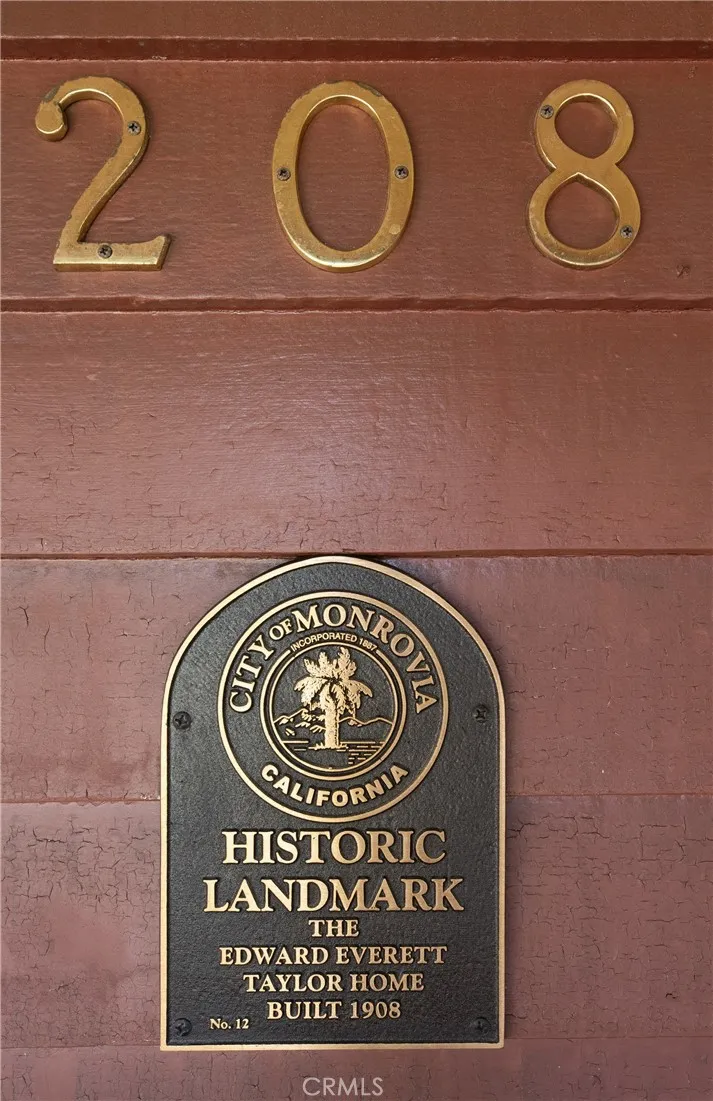 208
CITY OF MONROVIA
INCORPORATED 1887
CALIFORNIA
HISTORIC
LANDMARK
THE
EDWARD EVERETT
TAYLOR HOME
BUILT 1908
No. 12
CRMLS